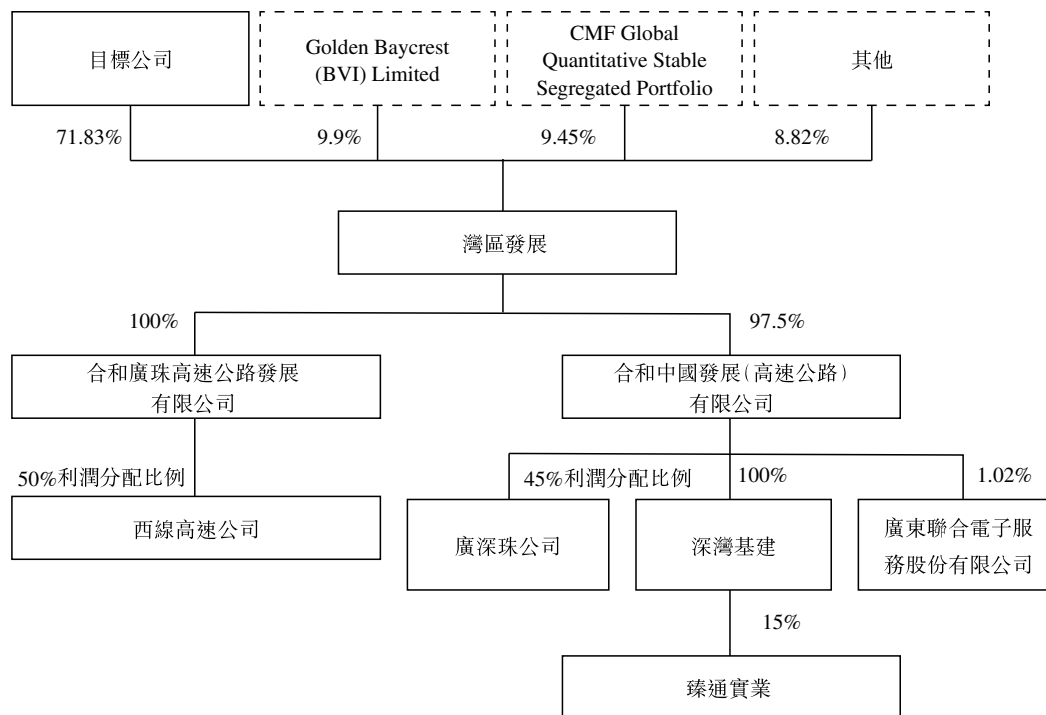 目標公司
Golden Baycrest
(BVI) Limited
CMF Global
Quantitative Stable
Segregated Portfolio
其他
71.83%
9.9%
9.45%
8.82%
灣區發展
100%
97.5%
合和廣珠高速公路發展
有限公司
合和中國發展(高速公路)
有限公司
50%利潤分配比例
45%利潤分配比例
100%
1.02%
西線高速公司
廣深珠公司
深灣基建
廣東聯合電子服
務股份有限公司
15%
臻通實業